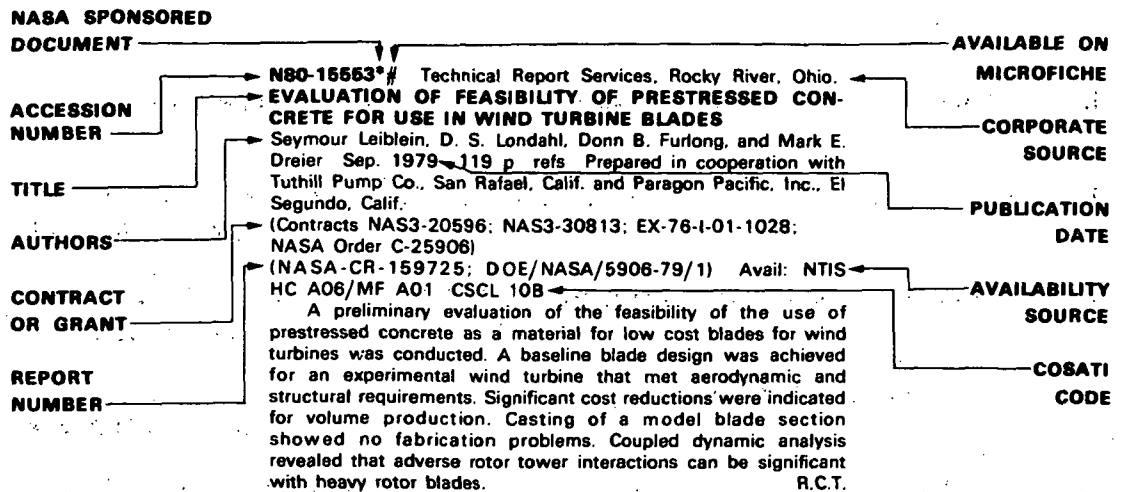 NASA SPONSORED
DOCUMENT
ACCESSION
NUMBER
TITLE
AUTHORS
CONTRACT
OR GRANT
REPORT
NUMBER
N80-15553*# Technical Report Services, Rocky River, Ohio.
EVALUATION OF FEASIBILITY OF PRESTRESSED CON-
CRETE FOR USE IN WIND TURBINE BLADES
Seymour Leiblein, D. S. Londahl, Donn B. Furlong, and Mark E.
Dreier Sep. 1979 119 p refs Prepared in cooperation with
Tuthill Pump Co., San Rafael, Calif. and Paragon Pacific, Inc., El
Segundo, Calif.
(Contracts NAS3-20596; NAS3-30813; EX-76-I-01-1028;
NASA Order C-25906)
(NASA-CR-159725; DOE/NASA/5906-79/1) Avail: NTIS
HC A06/MF A01 CSCL 10B
A preliminary evaluation of the feasibility of the use of
prestressed concrete as a material for low cost blades for wind
turbines was conducted. A baseline blade design was achieved
for an experimental wind turbine that met aerodynamic and
structural requirements. Significant cost reductions were indicated
for volume production. Casting of a model blade section
showed no fabrication problems. Coupled dynamic analysis
revealed that adverse rotor tower interactions can be significant
with heavy rotor blades. R.C.T.
AVAILABLE ON
MICROFICHE
CORPORATE
SOURCE
PUBLICATION
DATE
AVAILABILITY
SOURCE
COSATI
CODE